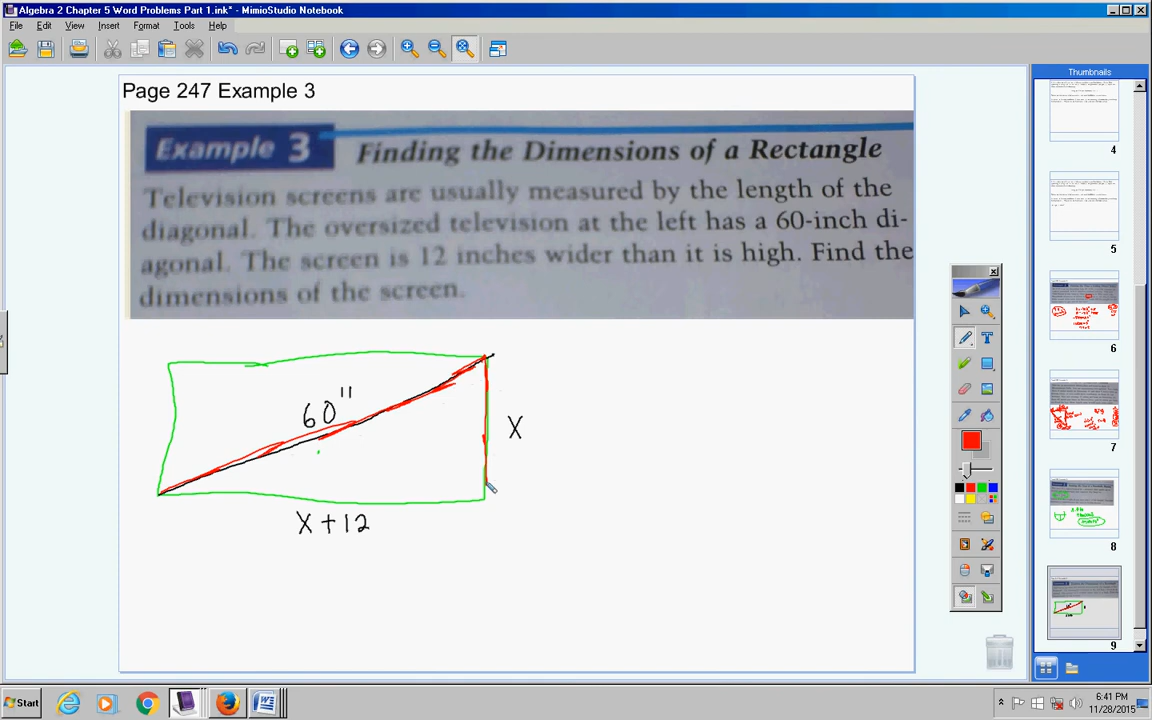 Algebra 2 Chapter 5 Word Problems Part 1.ink* - MimioStudio Notebook
File Edit View Insert Format Tools Help
Page 247 Example 3
Example 3 Finding the Dimensions of a Rectangle
Television screens are usually measured by the length of the
diagonal. The oversized television at the left has a 60-inch di-
agonal. The screen is 12 inches wider than it is high. Find the
dimensions of the screen.
60"
X
X + 12
Thumbnails
4
5
6
7
8
9
Start
6:41 PM
11/28/2015